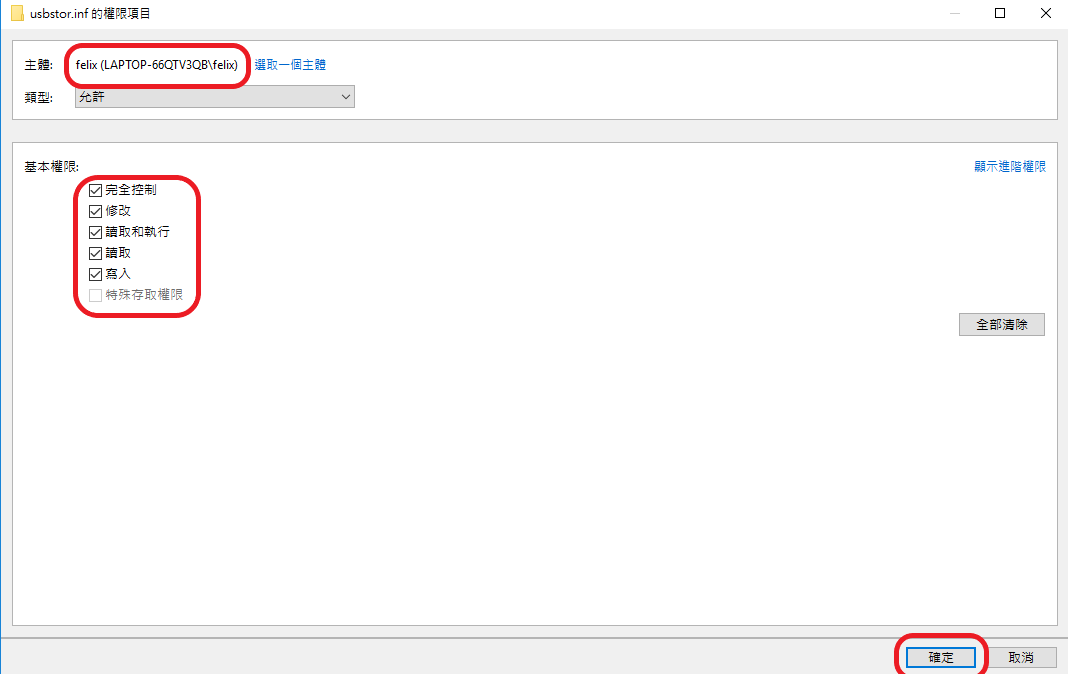 usbstor.inf 的權限項目
主體: felix (LAPTOP-66QTV3QB\felix) 選取一個主體
類型: 允許
基本權限: 顯示進階權限
完全控制
修改
讀取和執行
讀取
寫入
特殊存取權限
全部清除
確定 取消